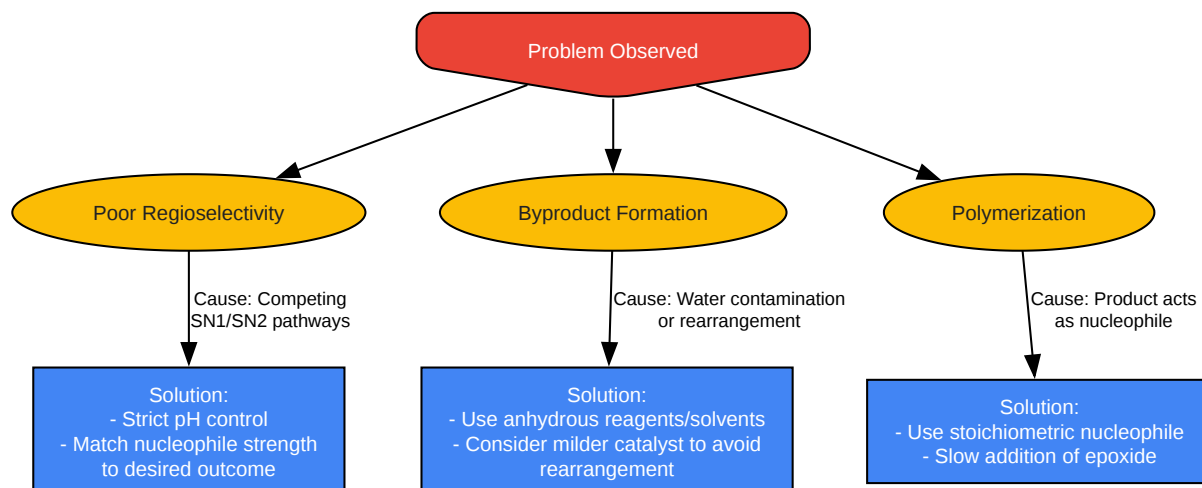 Problem Observed
Poor Regioselectivity
Byproduct Formation
Polymerization
Cause: Competing
SN1/SN2 pathways
Cause: Water contamination
or rearrangement
Cause: Product acts
as nucleophile
Solution:
- Strict pH control
- Match nucleophile strength
to desired outcome
Solution:
- Use anhydrous reagents/solvents
- Consider milder catalyst to avoid
rearrangement
Solution:
- Use stoichiometric nucleophile
- Slow addition of epoxide